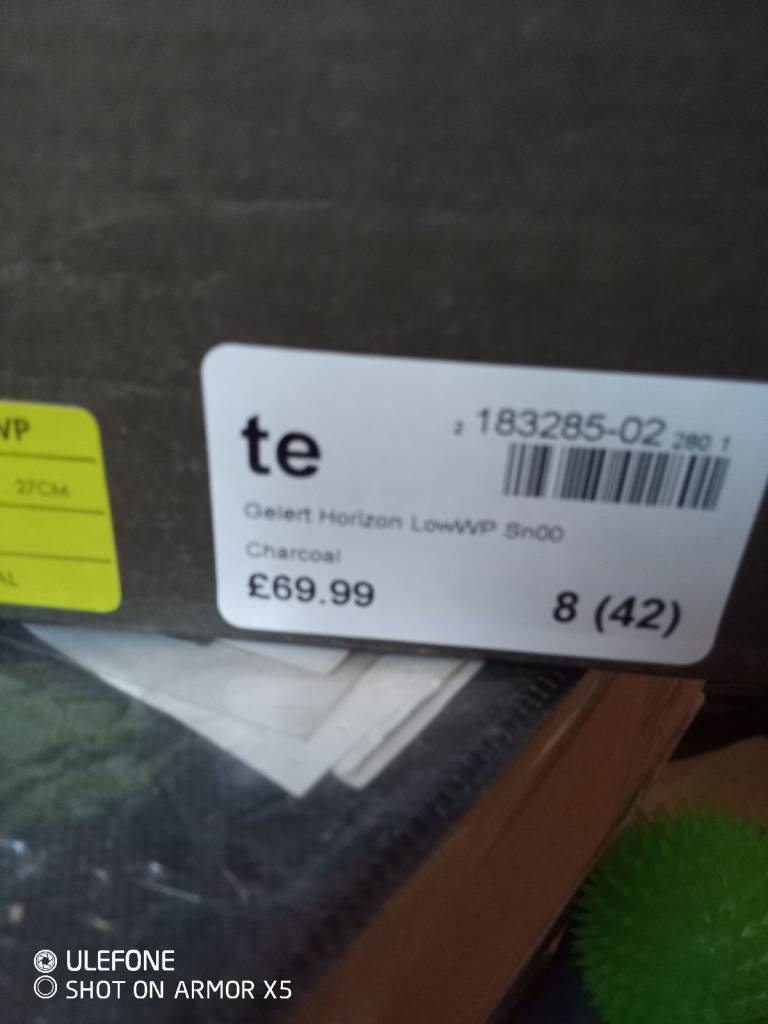 te
2 183285-02 280 1
Gelert Horizon LowWP Sn00
Charcoal
£69.99
8 (42)
WP
27CM
AL
ULEFONE
SHOT ON ARMOR X5